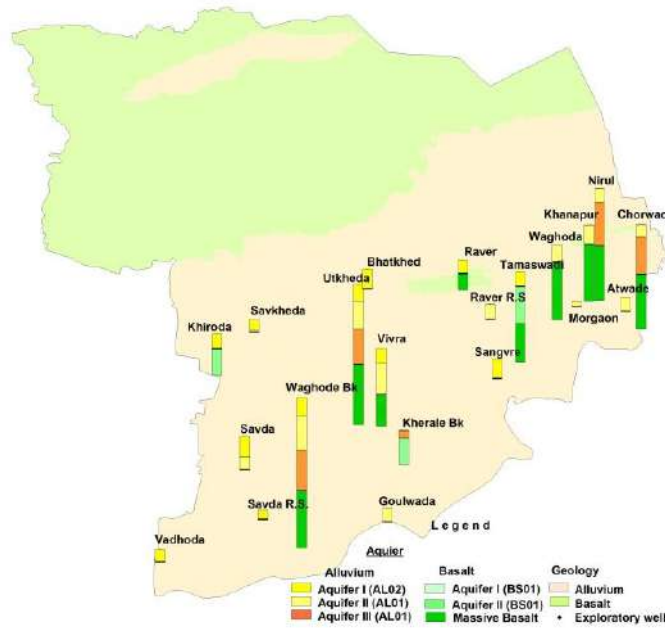 Nirul
Khanapur
Chorwad
Waghoda
Raver
Tamaswadi
Bhatkhed
Utkheda
Atwade
Raver R.S
Morgaon
Savkheda
Khiroda
Vivra
Sangvre
Waghode Bk
Kherale Bk
Savda
Savda R.S.
Goulwada
Vadhoda
Legend
Aquier
Alluvium
Basalt
Geology
Aquifer I (AL02)
Aquifer I (BS01)
Alluvium
Aquifer II (AL01)
Aquifer II (BS01)
Basalt
Aquifer III (AL01)
Massive Basalt
Exploratory well